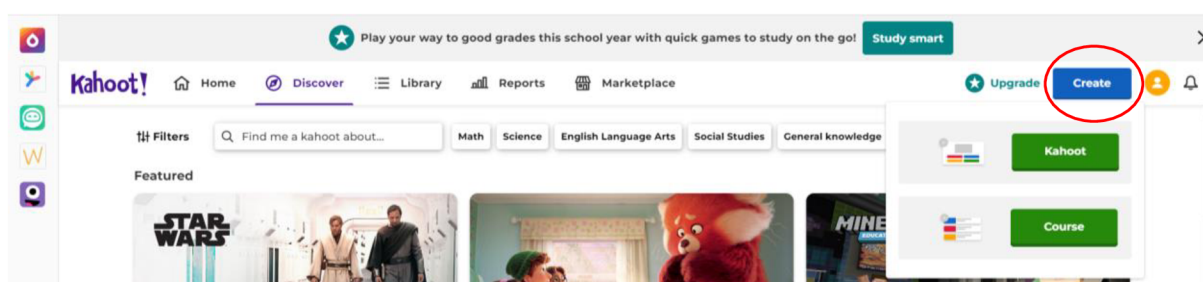 Play your way to good grades this school year with quick games to study on the go! Study smart
Kahoot! Home Discover Library Reports Marketplace Upgrade Create
Filters Find me a kahoot about... Math Science English Language Arts Social Studies General knowledge
Kahoot
Featured
STAR
WARS
MINE
Course